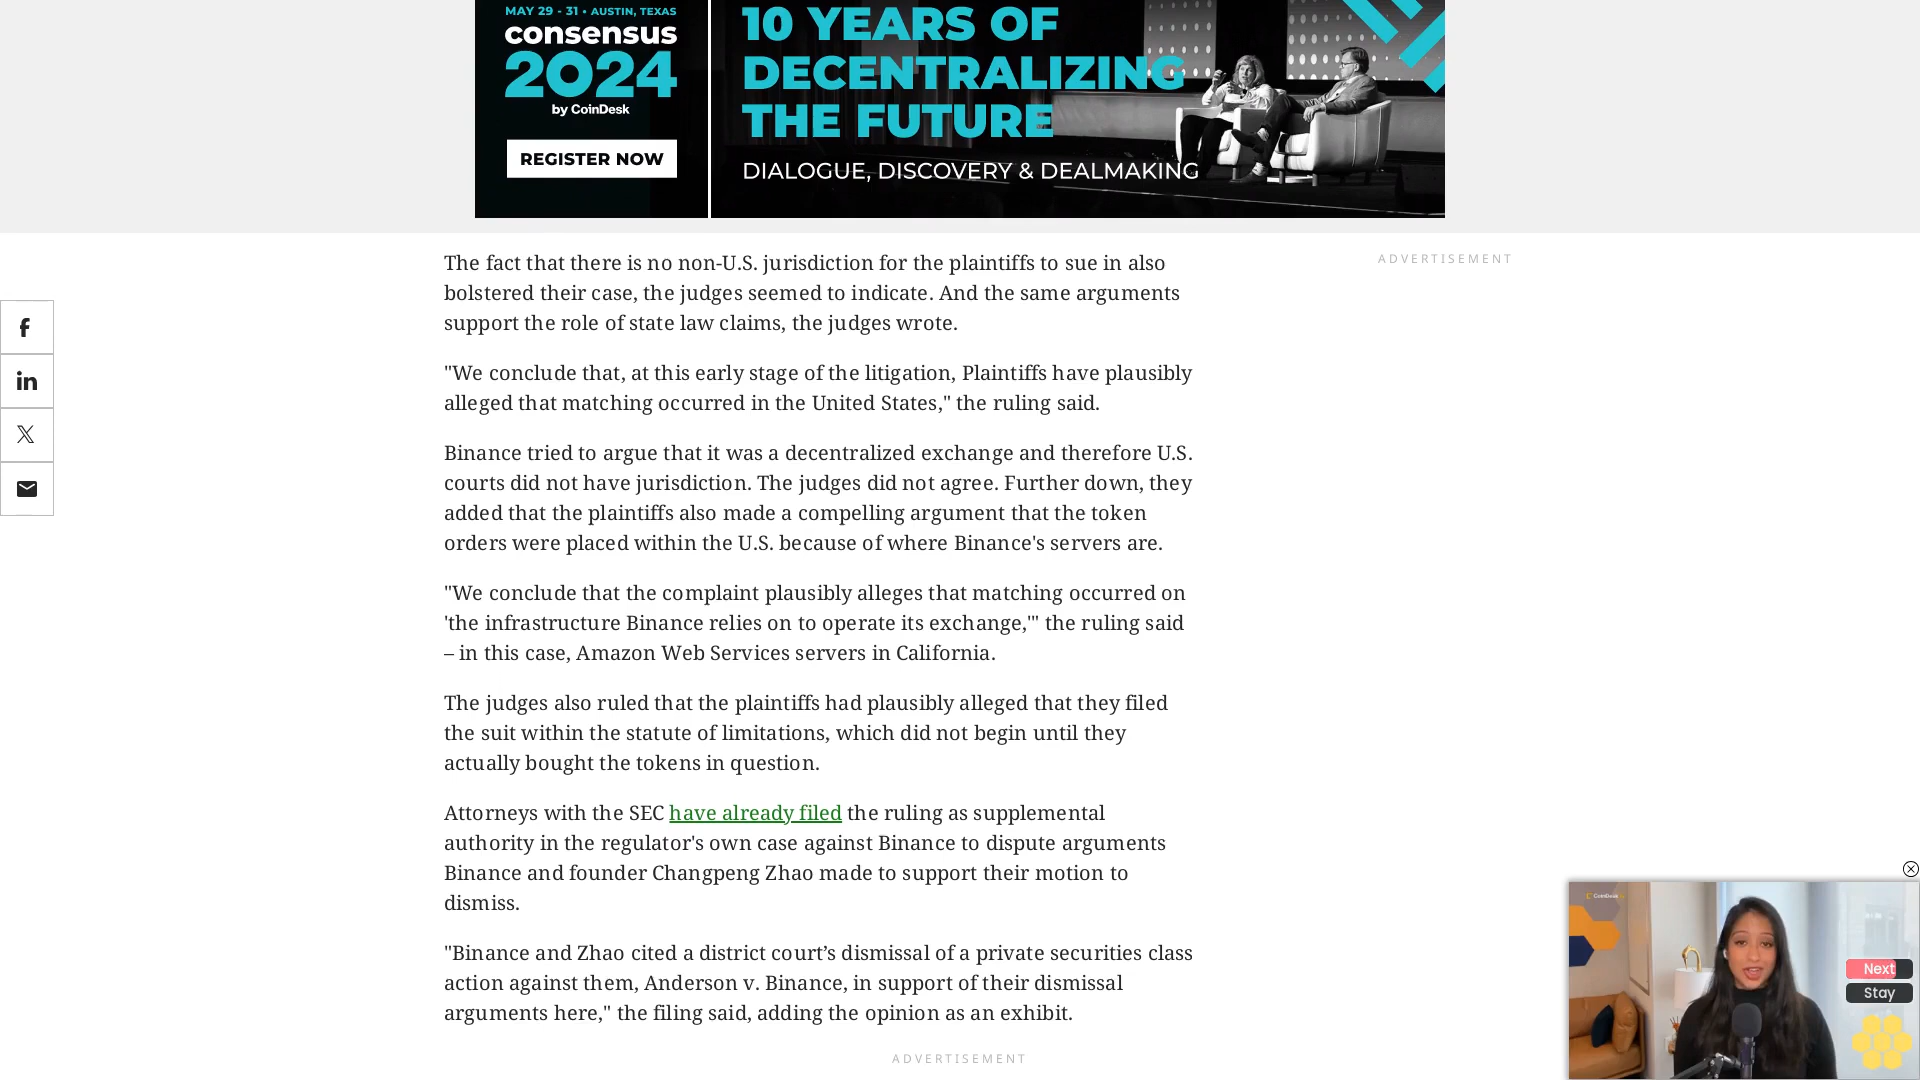 MAY 29 - 31 • AUSTIN, TEXAS
consensus
2024
by CoinDesk
REGISTER NOW
10 YEARS OF
DECENTRALIZING
THE FUTURE
DIALOGUE, DISCOVERY & DEALMAKING
ADVERTISEMENT
The fact that there is no non-U.S. jurisdiction for the plaintiffs to sue in also
bolstered their case, the judges seemed to indicate. And the same arguments
support the role of state law claims, the judges wrote.
"We conclude that, at this early stage of the litigation, Plaintiffs have plausibly
alleged that matching occurred in the United States," the ruling said.
Binance tried to argue that it was a decentralized exchange and therefore U.S.
courts did not have jurisdiction. The judges did not agree. Further down, they
added that the plaintiffs also made a compelling argument that the token
orders were placed within the U.S. because of where Binance's servers are.
"We conclude that the complaint plausibly alleges that matching occurred on
'the infrastructure Binance relies on to operate its exchange,'" the ruling said
– in this case, Amazon Web Services servers in California.
The judges also ruled that the plaintiffs had plausibly alleged that they filed
the suit within the statute of limitations, which did not begin until they
actually bought the tokens in question.
Attorneys with the SEC have already filed the ruling as supplemental
authority in the regulator's own case against Binance to dispute arguments
Binance and founder Changpeng Zhao made to support their motion to
dismiss.
"Binance and Zhao cited a district court’s dismissal of a private securities class
action against them, Anderson v. Binance, in support of their dismissal
arguments here," the filing said, adding the opinion as an exhibit.
ADVERTISEMENT
CoinDesk
Next
Stay